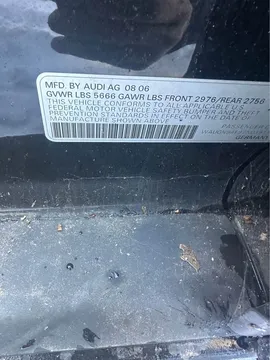 MFD. BY AUDI AG 08 06
GVWR LBS 5666 GAWR LBS FRONT 2976/REAR 2756
THIS VEHICLE CONFORMS TO ALL APPLICABLE U.S.
FEDERAL MOTOR VEHICLE SAFETY, BUMPER AND THEFT
PREVENTION STANDARDS IN EFFECT ON THE DATE OF
MANUFACTURE SHOWN ABOVE
GERMANY